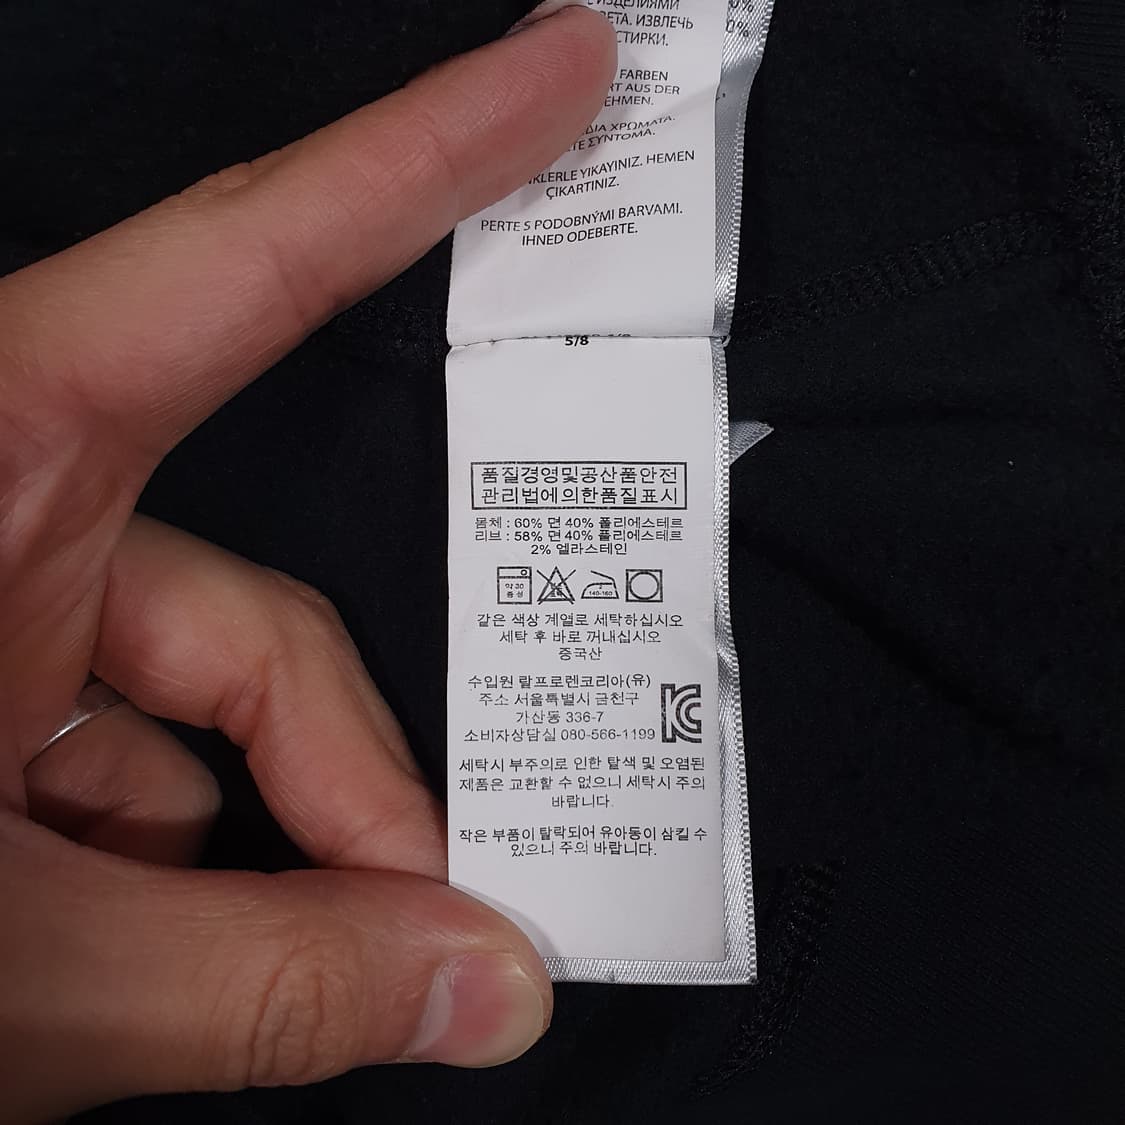 ИЗДЕЛИЯМИ
ИЗВЛЕЧЬ
СТИРКИ.
FARBEN
AUS DER
ΧΡΩΜΑΤΑ.
ΣΥΝΤΟΜΑ.
YIKAYINIZ. HEMEN
ÇIKARTINIZ.
PERTE S PODOBNÝMI BARVAMI.
IHNED ODEBERTE.
5/8
품질경영및공산품안전
관리법에의한품질표시
몸체 : 60% 면 40% 폴리에스테르
리브 : 58% 면 40% 폴리에스테르
2% 엘라스테인
약 30
중성
140-160
같은 색상 계열로 세탁하십시오
세탁 후 바로 꺼내십시오
중국산
수입원 랄프로렌코리아(유)
주소 서울특별시 금천구
가산동 336-7
소비자상담실 080-566-1199
세탁시 부주의로 인한 탈색 및 오염된
제품은 교환할 수 없으니 세탁시 주의
바랍니다.
작은 부품이 탈락되어 유아동이 삼킬 수
있으니 주의 바랍니다.